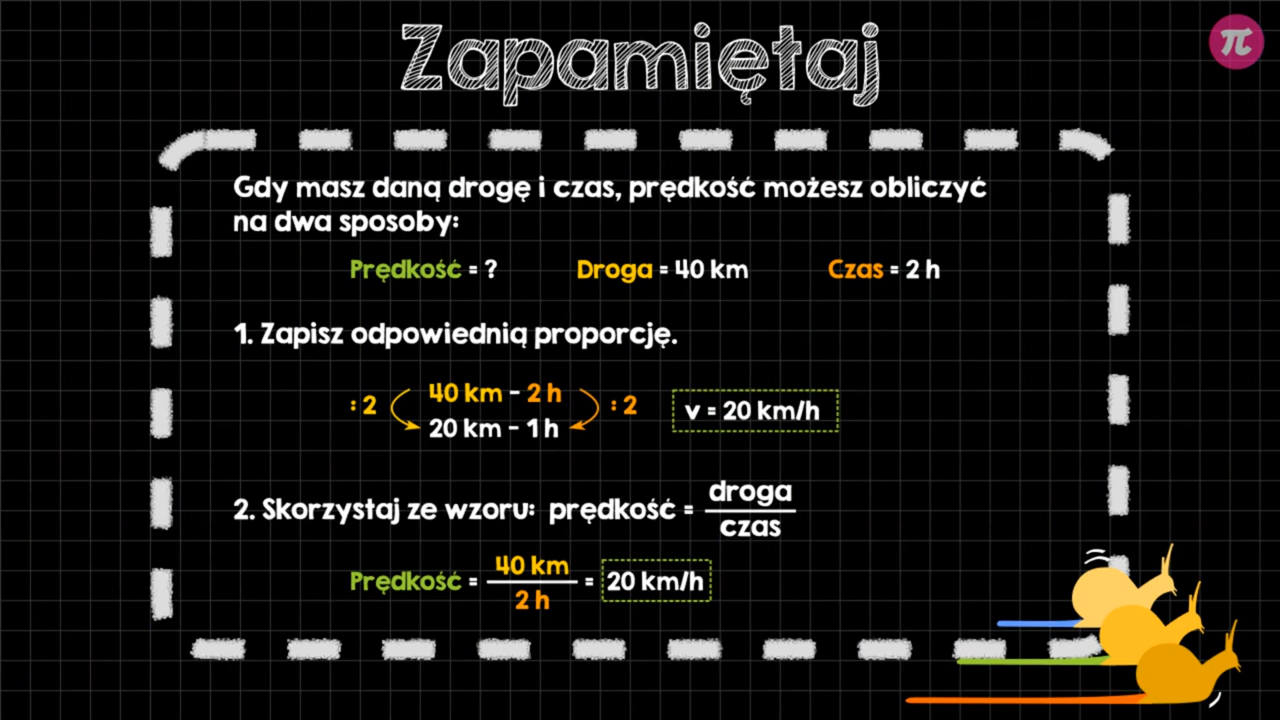 Zapamiętaj
π
Gdy masz daną drogę i czas, prędkość możesz obliczyć
na dwa sposoby:
Prędkość = ? Droga = 40 km Czas = 2 h
1. Zapisz odpowiednią proporcję.
: 2 40 km - 2 h : 2
20 km - 1 h
v = 20 km/h
2. Skorzystaj ze wzoru: prędkość = droga
czas
Prędkość = 40 km = 20 km/h
2 h